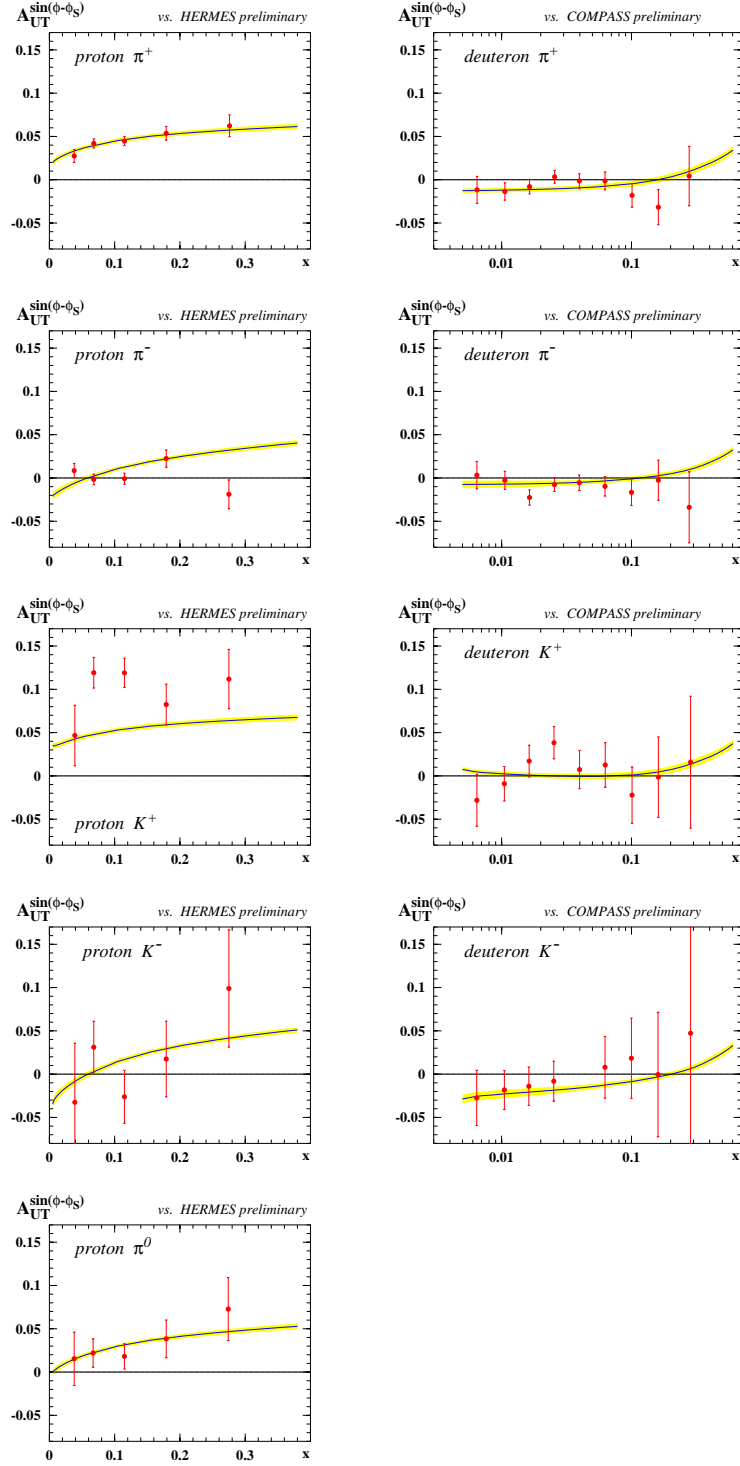 A_UT^sin(ϕ-ϕ_S) vs. HERMES preliminary
proton π⁺
0.15
0.1
0.05
0
-0.05
0 0.1 0.2 0.3 x
A_UT^sin(ϕ-ϕ_S) vs. COMPASS preliminary
deuteron π⁺
0.15
0.1
0.05
0
-0.05
0.01 0.1 x
A_UT^sin(ϕ-ϕ_S) vs. HERMES preliminary
proton π⁻
0.15
0.1
0.05
0
-0.05
0 0.1 0.2 0.3 x
A_UT^sin(ϕ-ϕ_S) vs. COMPASS preliminary
deuteron π⁻
0.15
0.1
0.05
0
-0.05
0.01 0.1 x
A_UT^sin(ϕ-ϕ_S) vs. HERMES preliminary
0.15
0.1
0.05
0
-0.05
proton K⁺
0 0.1 0.2 0.3 x
A_UT^sin(ϕ-ϕ_S) vs. COMPASS preliminary
deuteron K⁺
0.15
0.1
0.05
0
-0.05
0.01 0.1 x
A_UT^sin(ϕ-ϕ_S) vs. HERMES preliminary
proton K⁻
0.15
0.1
0.05
0
-0.05
0 0.1 0.2 0.3 x
A_UT^sin(ϕ-ϕ_S) vs. COMPASS preliminary
deuteron K⁻
0.15
0.1
0.05
0
-0.05
0.01 0.1 x
A_UT^sin(ϕ-ϕ_S) vs. HERMES preliminary
proton π⁰
0.15
0.1
0.05
0
-0.05
0 0.1 0.2 0.3 x